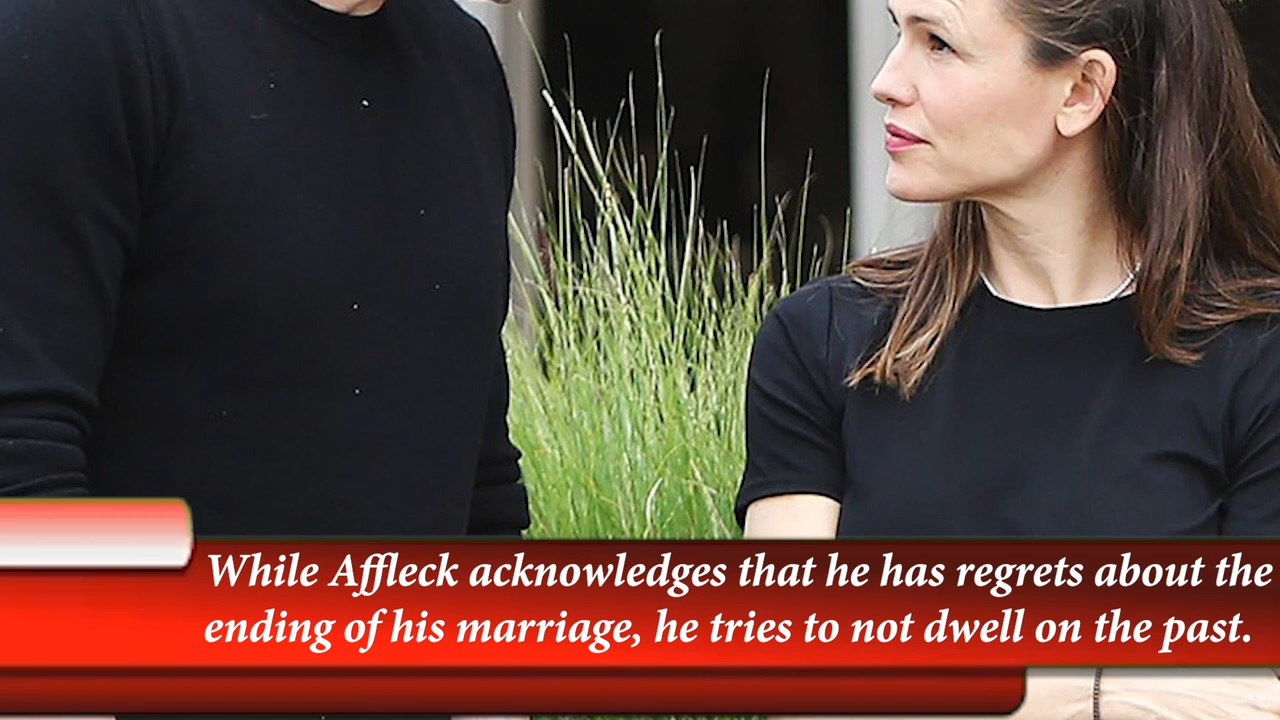 While Affleck acknowledges that he has regrets about the
ending of his marriage, he tries to not dwell on the past.